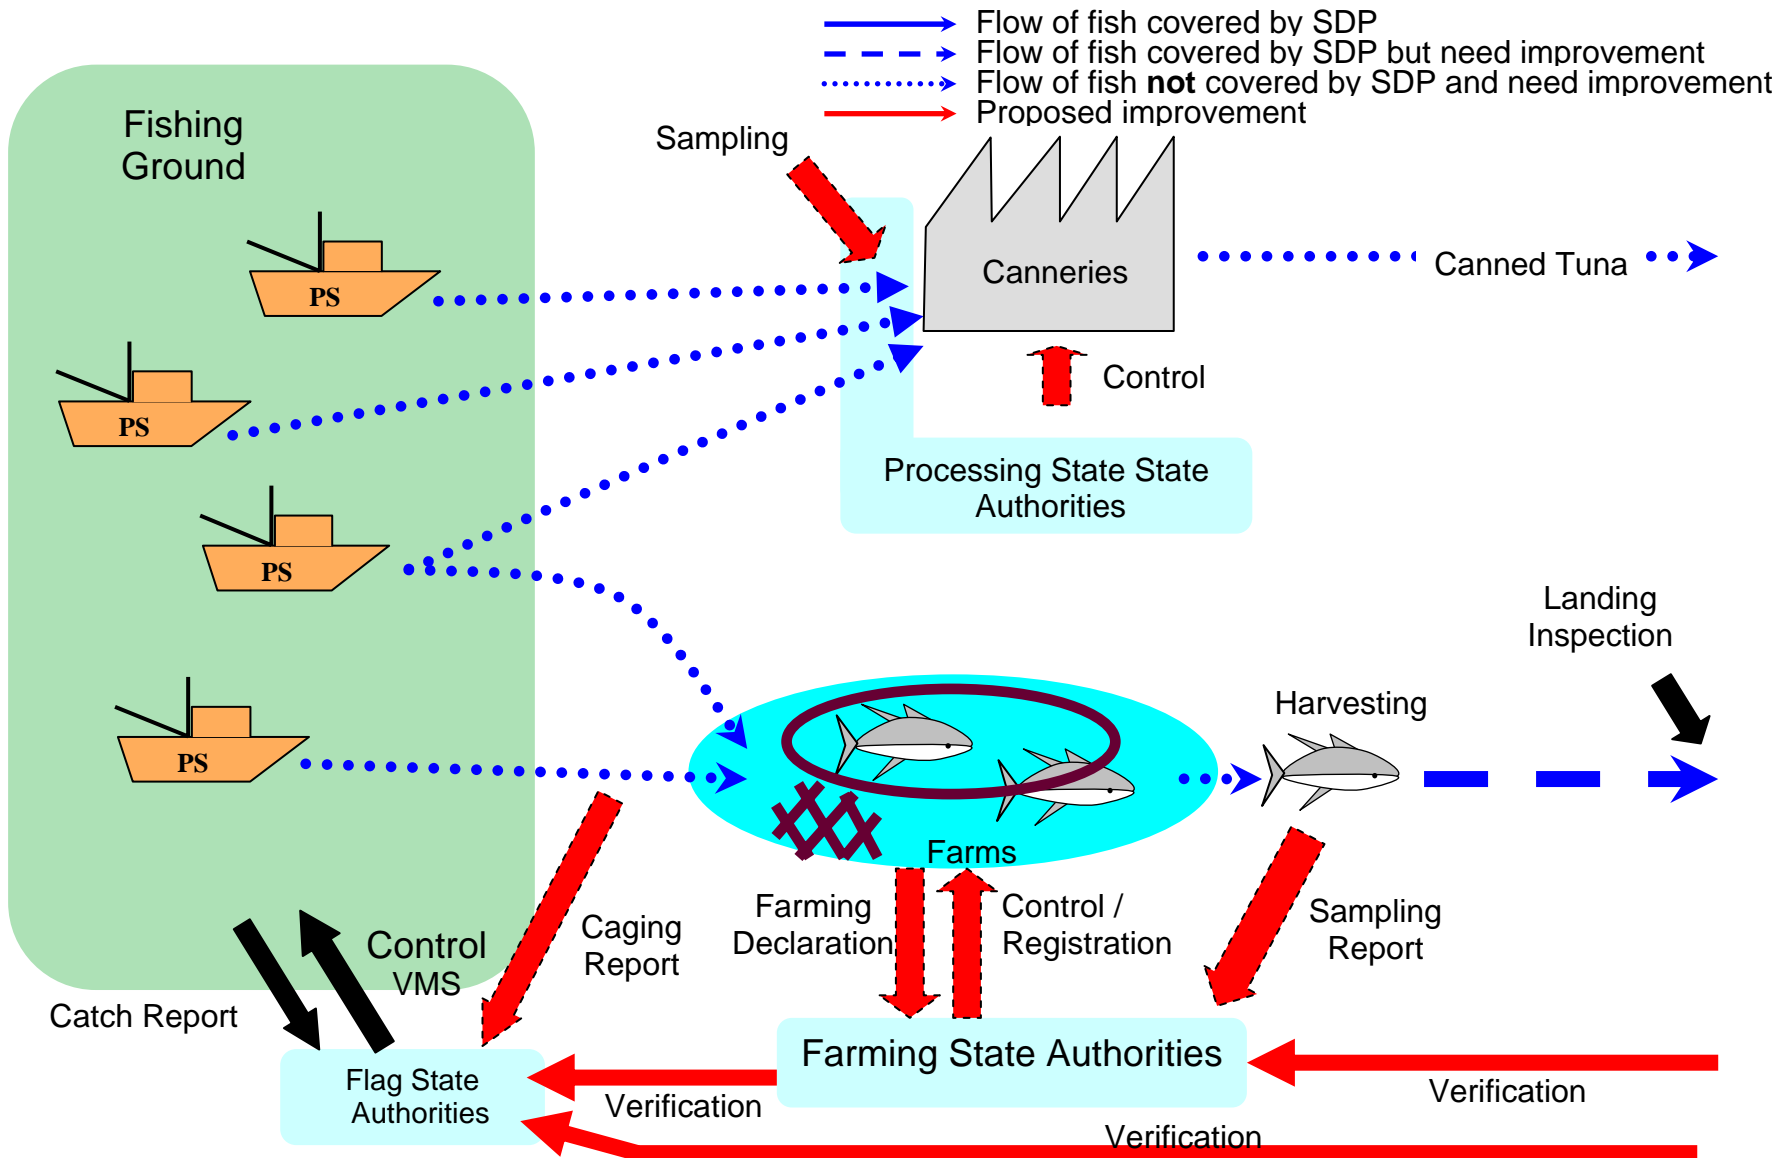 Flow of fish covered by SDP
Flow of fish covered by SDP but need improvement
Flow of fish not covered by SDP and need improvement
Proposed improvement
Fishing
Ground
Sampling
PS
Canneries
Canned Tuna
PS
Control
Processing State State
Authorities
PS
Landing
Inspection
Harvesting
PS
Farms
Farming
Declaration
Control /
Registration
Sampling
Report
Caging
Report
Control
VMS
Catch Report
Farming State Authorities
Flag State
Authorities
Verification
Verification
Verification